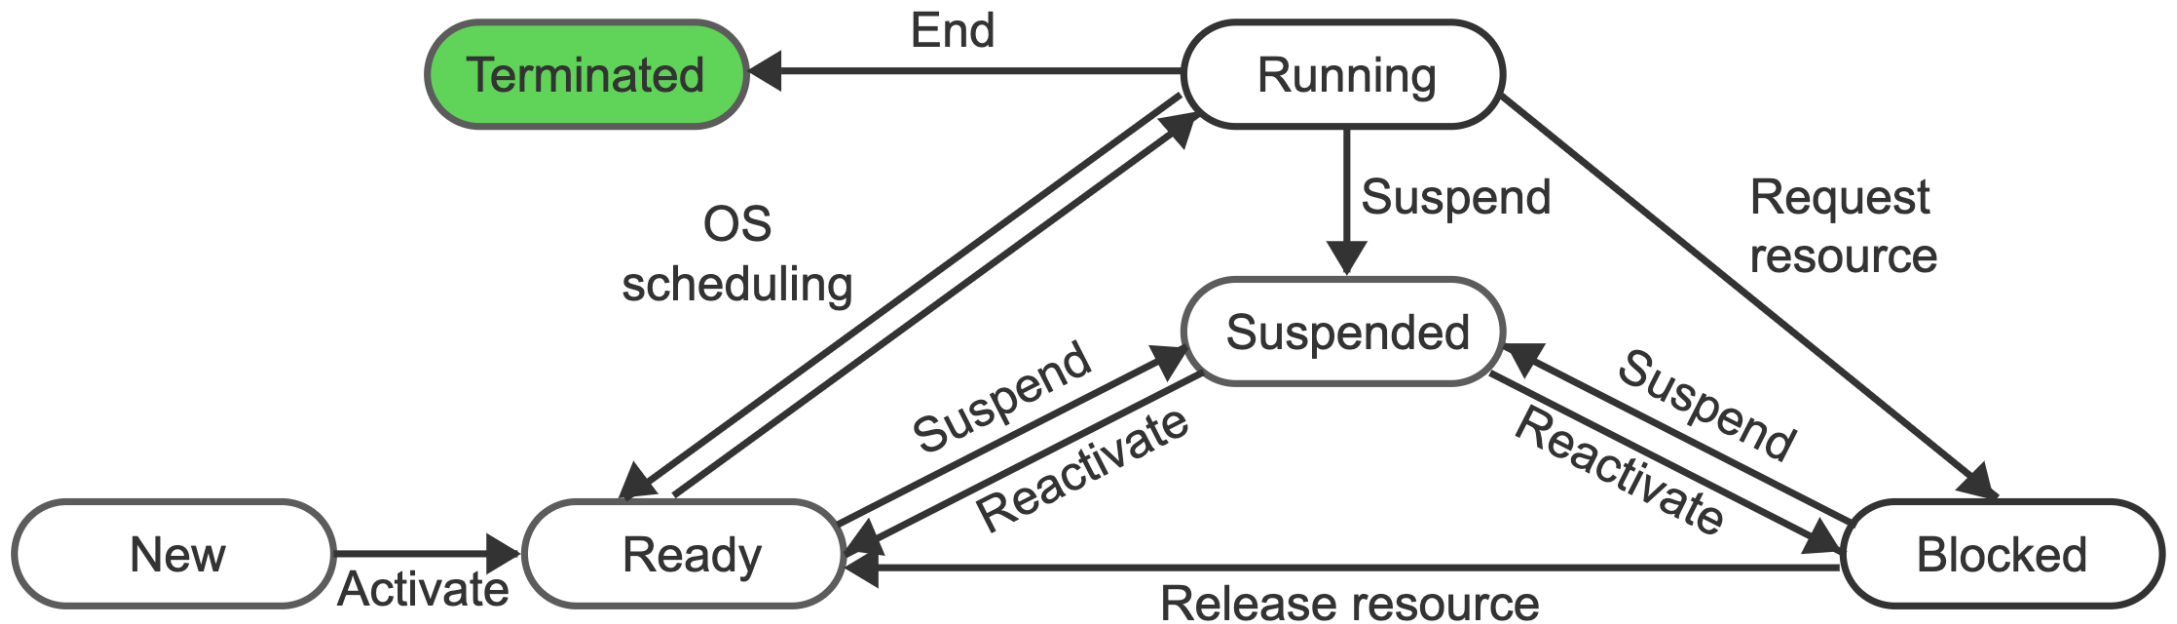 End
Terminated
Running
OS
scheduling
Suspend
Request
resource
Suspended
Suspend
Reactivate
Suspend
Reactivate
New
Activate
Ready
Release resource
Blocked